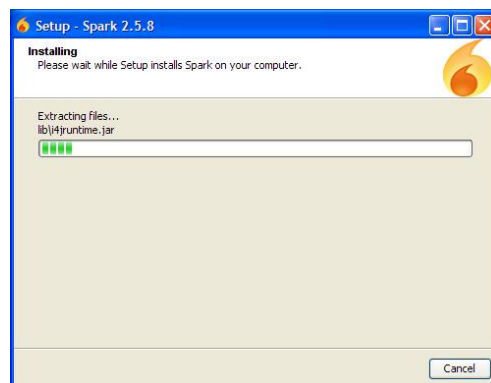 Setup - Spark 2.5.8
Installing
Please wait while Setup installs Spark on your computer.
Extracting files...
lib\i4jruntime.jar
Cancel